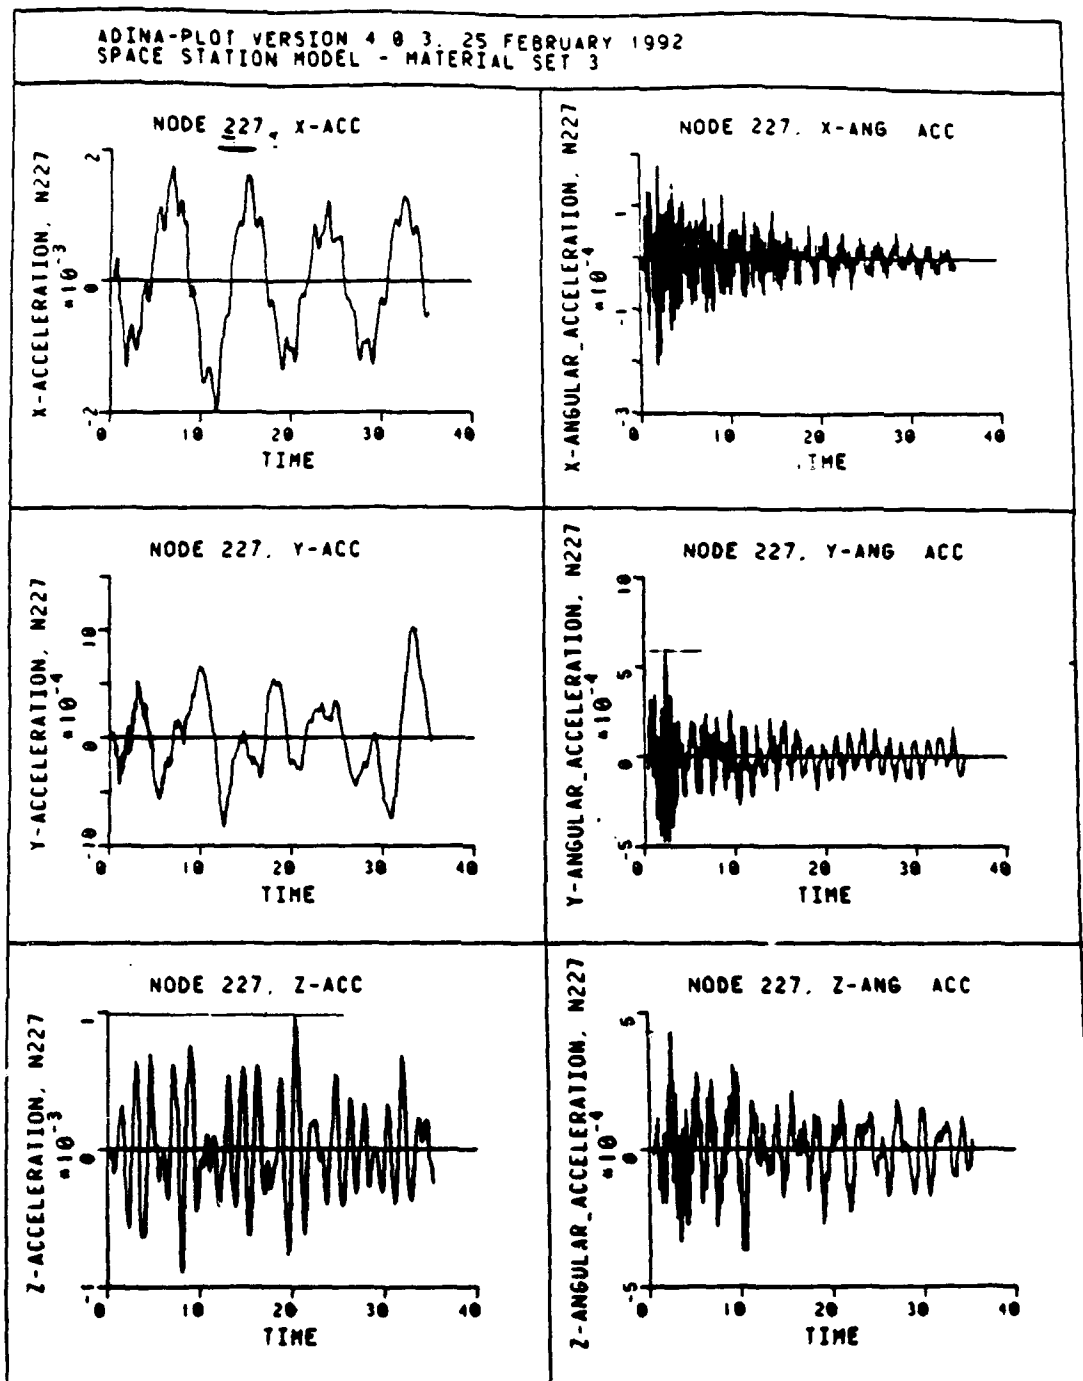 ADINA-PLOT VERSION 4 0 3, 25 FEBRUARY 1992
SPACE STATION MODEL - MATERIAL SET 3
NODE 227, X-ACC
X-ACCELERATION, N227
*10^-3
2
0
-2
0 10 20 30 40
TIME
NODE 227, X-ANG ACC
X-ANGULAR_ACCELERATION, N227
*10^-4
1
-1
-3
0 10 20 30 40
.TIME
NODE 227, Y-ACC
Y-ACCELERATION, N227
*10^-4
10
0
-10
0 10 20 30 40
TIME
NODE 227, Y-ANG ACC
Y-ANGULAR_ACCELERATION, N227
*10^-4
10
5
0
-5
0 10 20 30 40
TIME
NODE 227, Z-ACC
Z-ACCELERATION, N227
*10^-3
1
0
-1
0 10 20 30 40
TIME
NODE 227, Z-ANG ACC
Z-ANGULAR_ACCELERATION, N227
*10^-4
5
0
-5
0 10 20 30 40
TIME